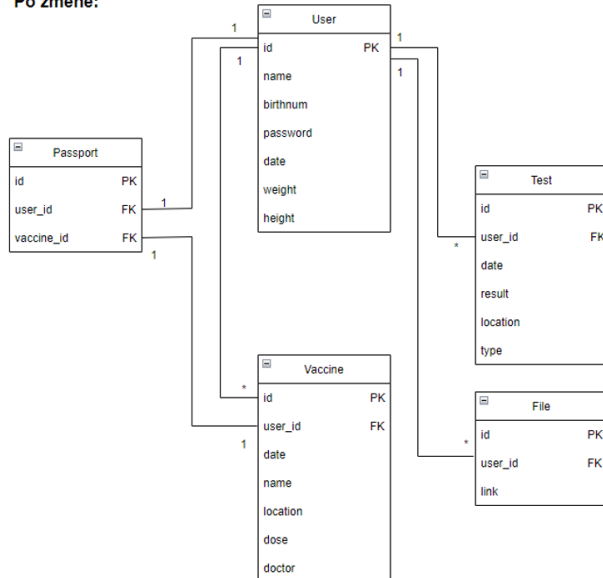 Po zmene:
User
id PK
name
birthnum
password
date
weight
height
1
1
1
1
Passport
id PK
user_id FK
vaccine_id FK
1
1
Test
id PK
user_id FK
date
result
location
type
*
Vaccine
id PK
user_id FK
date
name
location
dose
doctor
*
1
File
id PK
user_id FK
link
*